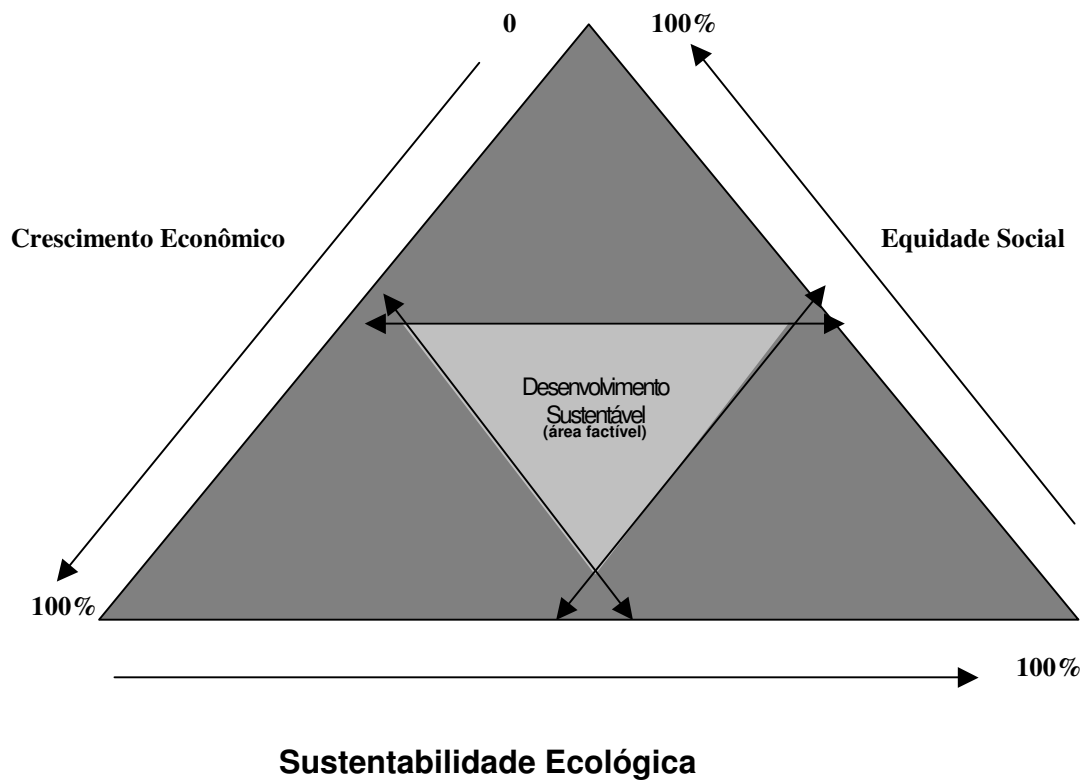 0
100%
Crescimento Econômico
Equidade Social
Desenvolvimento
Sustentável
(área factível)
100%
100%
Sustentabilidade Ecológica